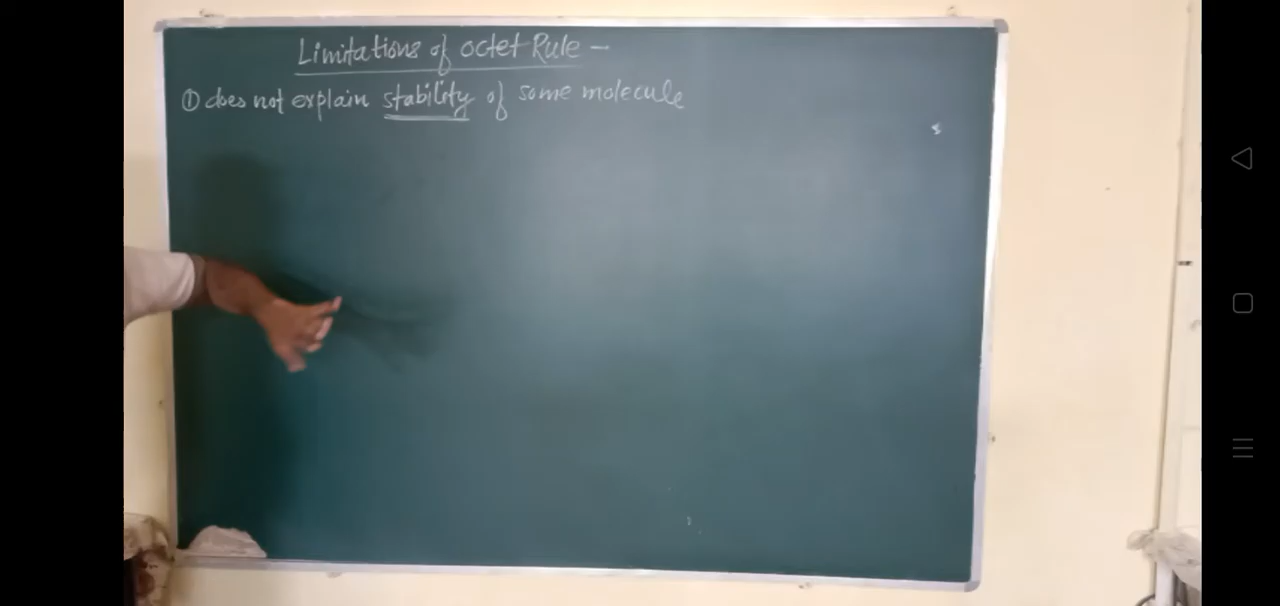 Limitations of octet Rule -
① does not explain stability of some molecule